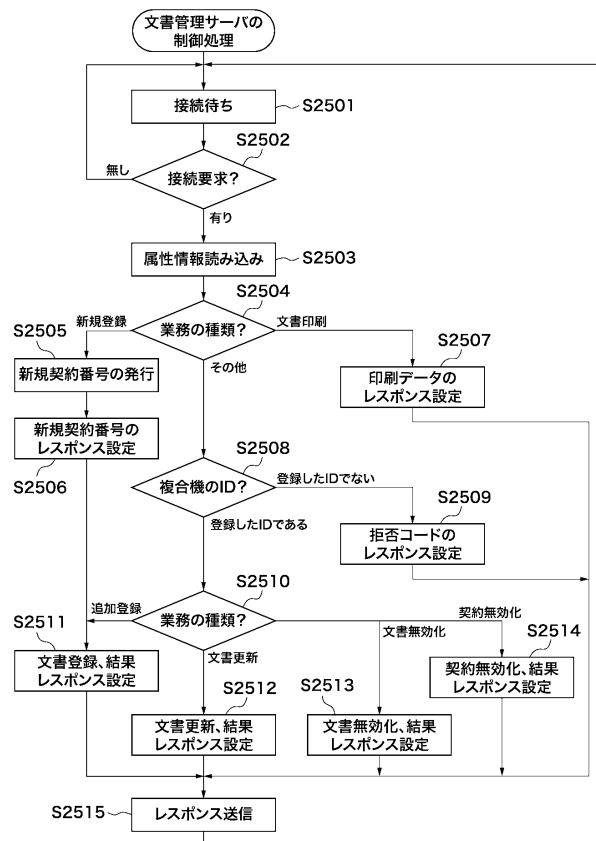 文書管理サーバの
制御処理
接続待ち
S2501
S2502
接続要求?
無し
有り
属性情報読み込み
S2503
S2504
業務の種類?
新規登録
文書印刷
その他
S2505
新規契約番号の発行
S2507
印刷データの
レスポンス設定
新規契約番号の
レスポンス設定
S2506
S2508
複合機のID?
登録したIDでない
登録したIDである
S2509
拒否コードの
レスポンス設定
S2510
業務の種類?
追加登録
文書更新
文書無効化
契約無効化
S2511
文書登録、結果
レスポンス設定
S2514
契約無効化、結果
レスポンス設定
S2512
文書更新、結果
レスポンス設定
S2513
文書無効化、結果
レスポンス設定
S2515
レスポンス送信